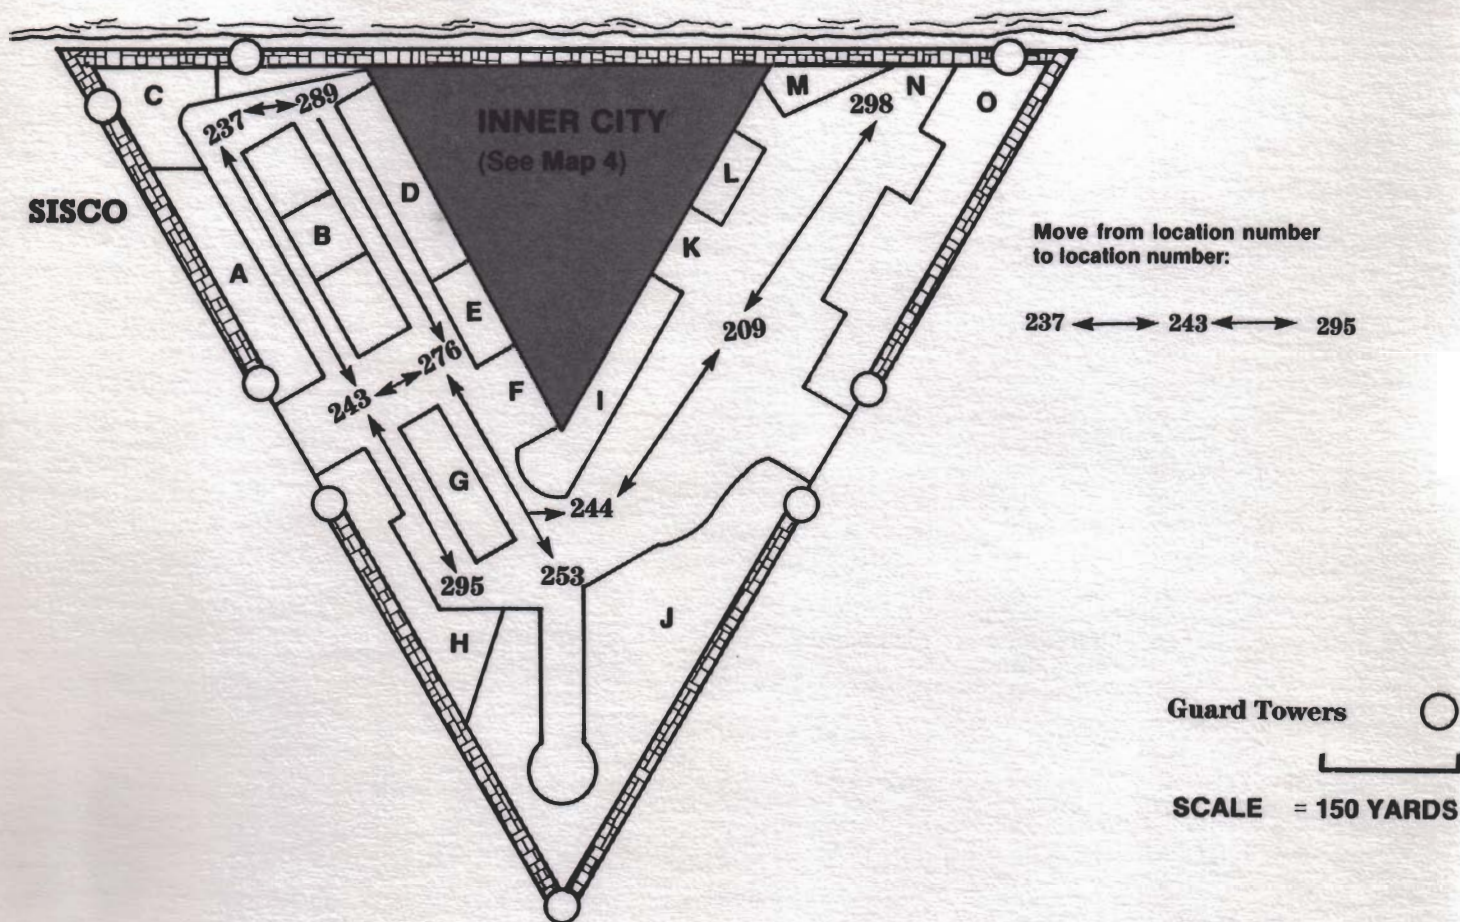 C
M
N
O
298
237
289
INNER CITY
(See Map 4)
D
L
SISCO
B
K
A
Move from location number
to location number:
E
209
237 243 295
276
243
F
I
G
244
295
253
H
J
Guard Towers
SCALE = 150 YARDS